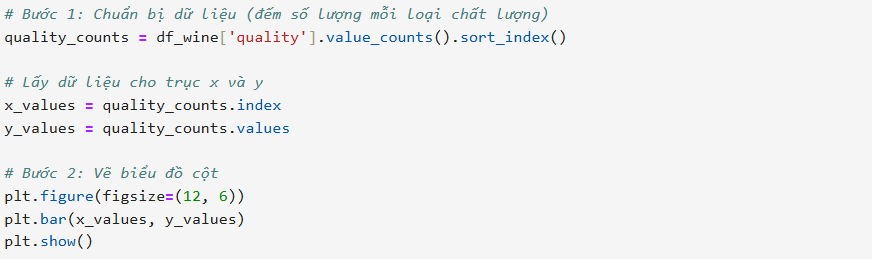 # Bước 1: Chuẩn bị dữ liệu (đếm số lượng mỗi loại chất lượng)
quality_counts = df_wine['quality'].value_counts().sort_index()
# Lấy dữ liệu cho trục x và y
x_values = quality_counts.index
y_values = quality_counts.values
# Bước 2: Vẽ biểu đồ cột
plt.figure(figsize=(12, 6))
plt.bar(x_values, y_values)
plt.show()